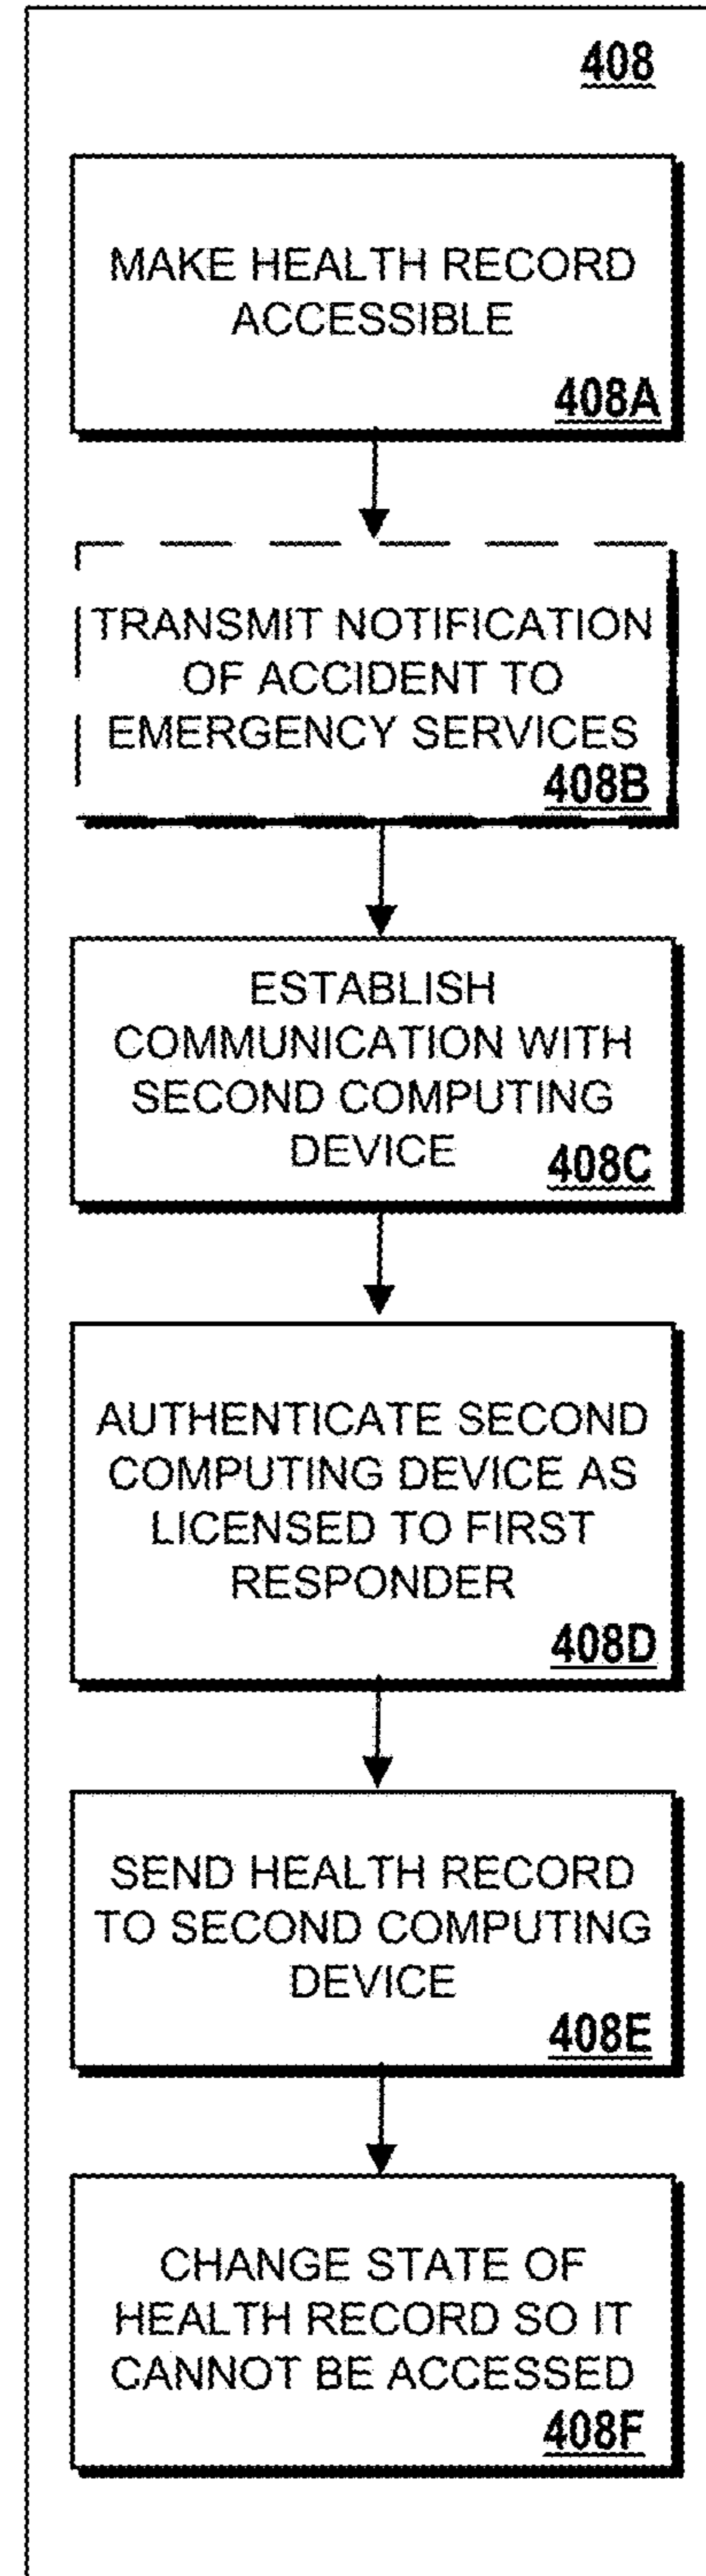 408
MAKE HEALTH RECORD
ACCESSIBLE
408A
TRANSMIT NOTIFICATION
OF ACCIDENT TO
EMERGENCY SERVICES
408B
ESTABLISH
COMMUNICATION WITH
SECOND COMPUTING
DEVICE
408C
AUTHENTICATE SECOND
COMPUTING DEVICE AS
LICENSED TO FIRST
RESPONDER
408D
SEND HEALTH RECORD
TO SECOND COMPUTING
DEVICE
408E
CHANGE STATE OF
HEALTH RECORD SO IT
CANNOT BE ACCESSED
408F